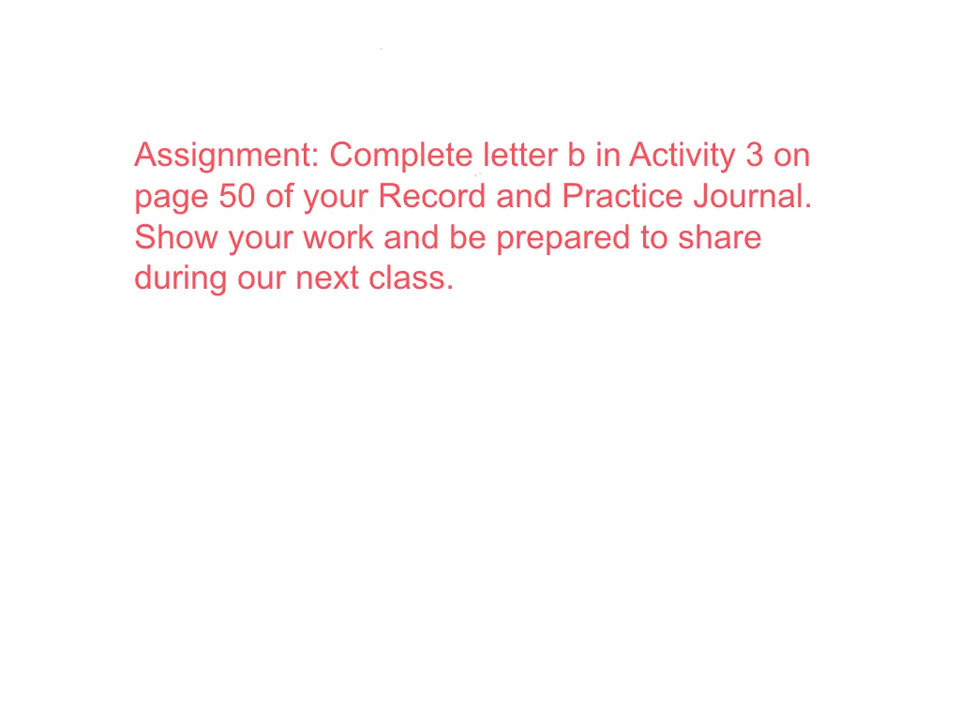 Assignment: Complete letter b in Activity 3 on
page 50 of your Record and Practice Journal.
Show your work and be prepared to share
during our next class.